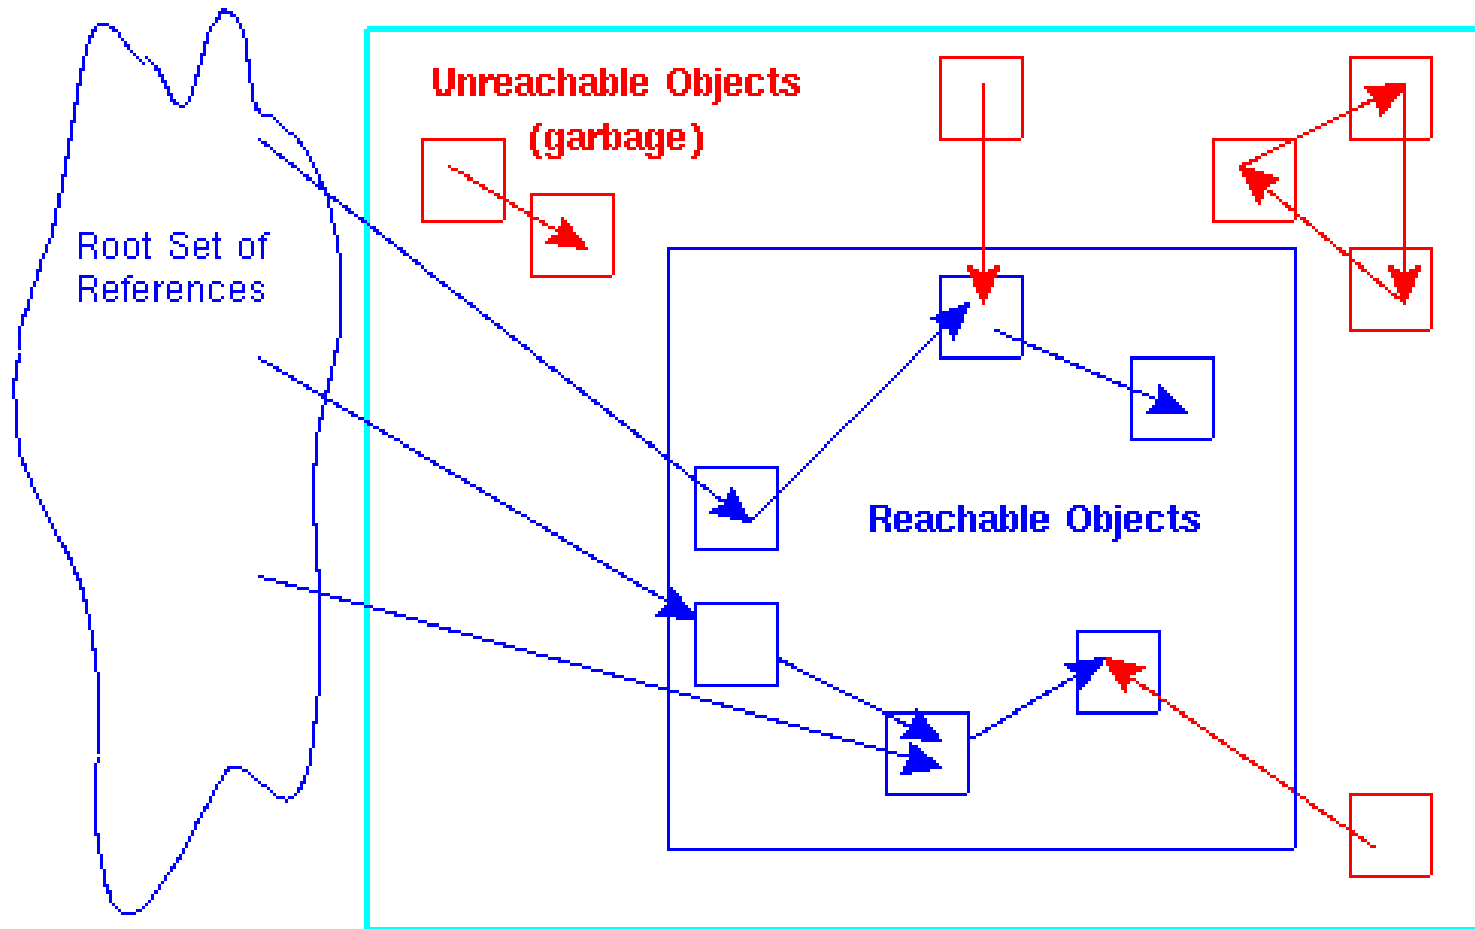 Unreachable Objects
(garbage)
Root Set of
References
Reachable Objects